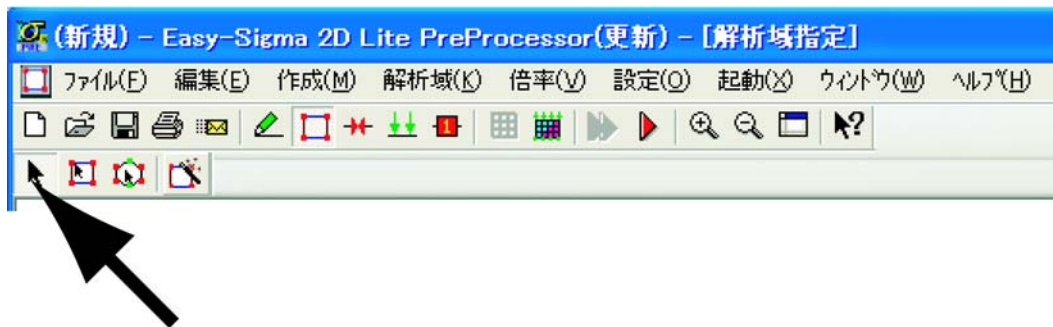 (新規) - Easy-Sigma 2D Lite PreProcessor(更新) - [解析域指定]
ファイル(F) 編集(E) 作成(M) 解析域(K) 倍率(V) 設定(O) 起動(X) ウィンドウ(W) ヘルプ(H)
1 ?